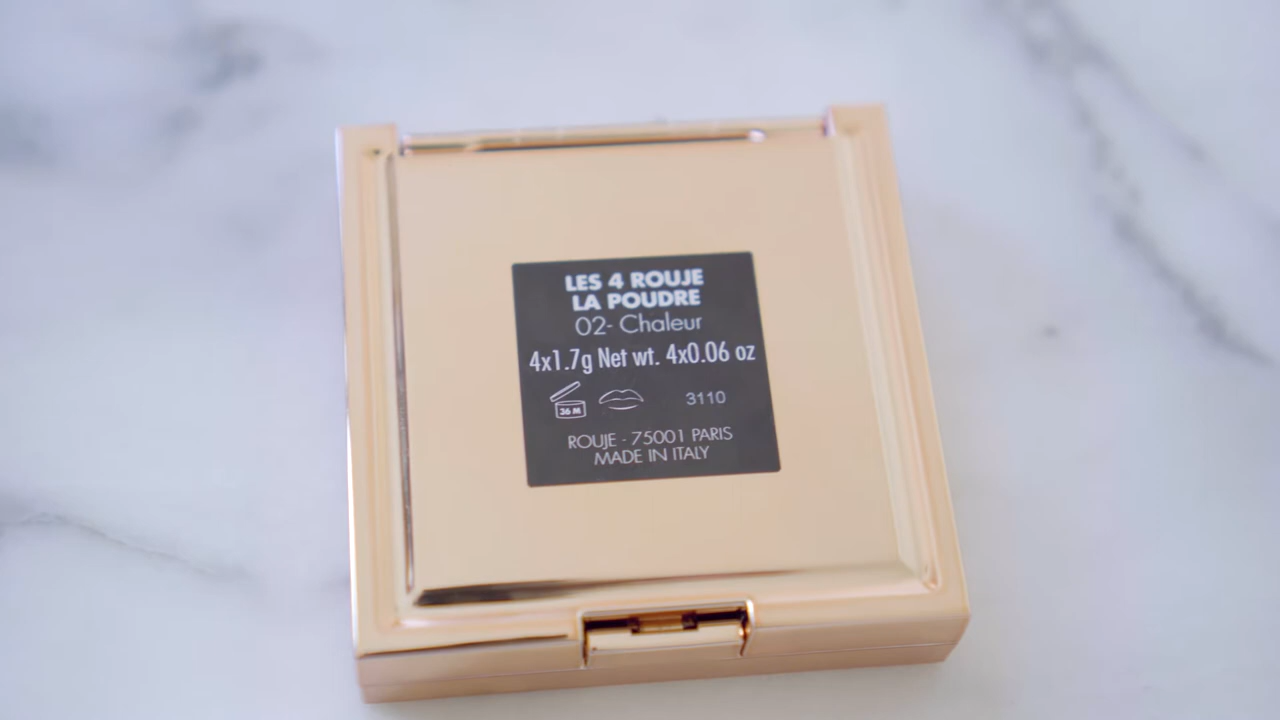 LES 4 ROUJE
LA POUDRE
02- Chaleur
4x1.7g Net wt. 4x0.06 oz
36 M
3110
ROUJE - 75001 PARIS
MADE IN ITALY